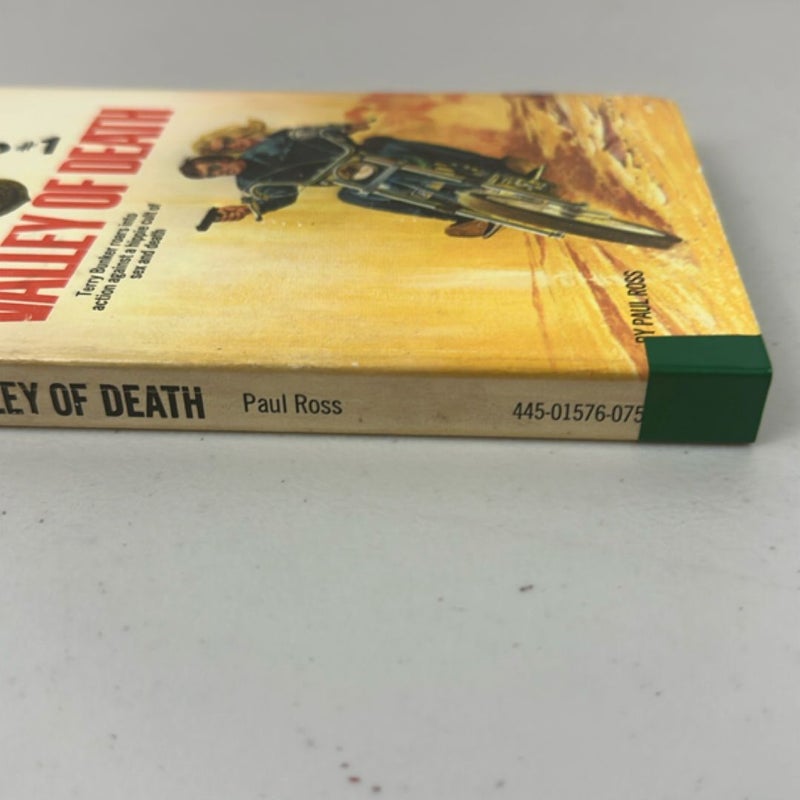 #1
VALLEY OF DEATH
Terry Bunker roars into
action against a hippie cult of
sex and death
BY PAUL ROSS
LEY OF DEATH Paul Ross 445-01576-075